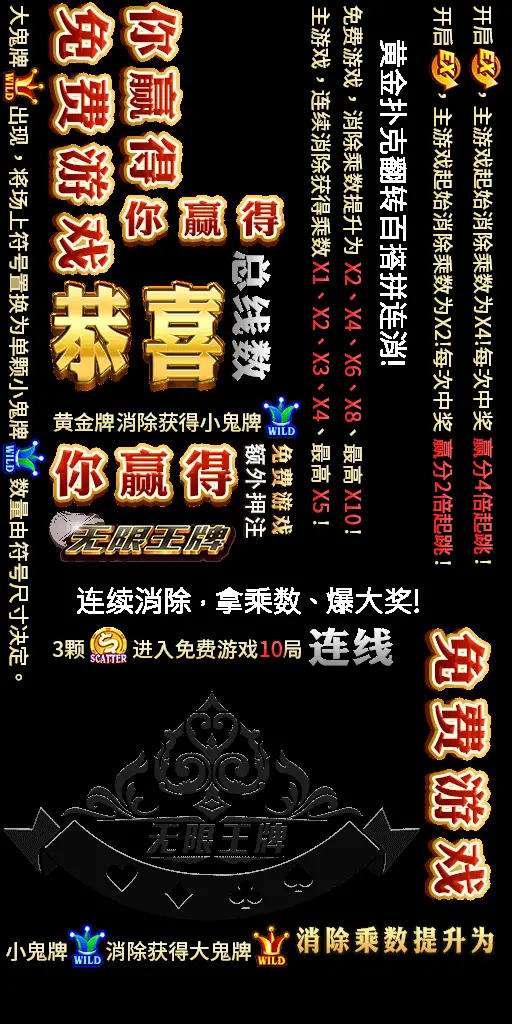 大鬼牌 WILD 出现，将场上符号置换为单颗小鬼牌 WILD 数量由符号尺寸决定。
免费游戏
你赢得
你赢得
恭喜
总线数
主游戏，连续消除获得乘数 X1、X2、X3、X4、最高 X5！
免费游戏，消除乘数提升为 X2、X4、X6、X8、最高 X10！
黄金扑克翻转百搭拼连消!
开启 EX，主游戏起始消除乘数为X2!每次中奖 赢分2倍起跳！
开启 EX，主游戏起始消除乘数为X4!每次中奖 赢分4倍起跳！
黄金牌消除获得小鬼牌 WILD
你赢得
额外押注
免费游戏
无限王牌
连续消除，拿乘数、爆大奖!
3颗 SCATTER 进入免费游戏10局
连线
免费游戏
无限王牌
小鬼牌 WILD 消除获得大鬼牌 WILD
消除乘数提升为